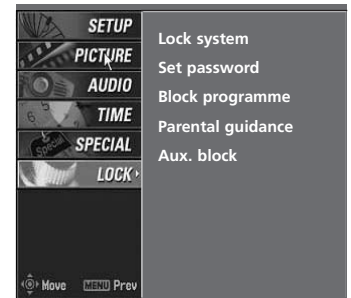 SETUP
PICTURE
AUDIO
TIME
SPECIAL
Special
LOCK
Lock system
Set password
Block programme
Parental guidance
Aux. block
Move MENU Prev